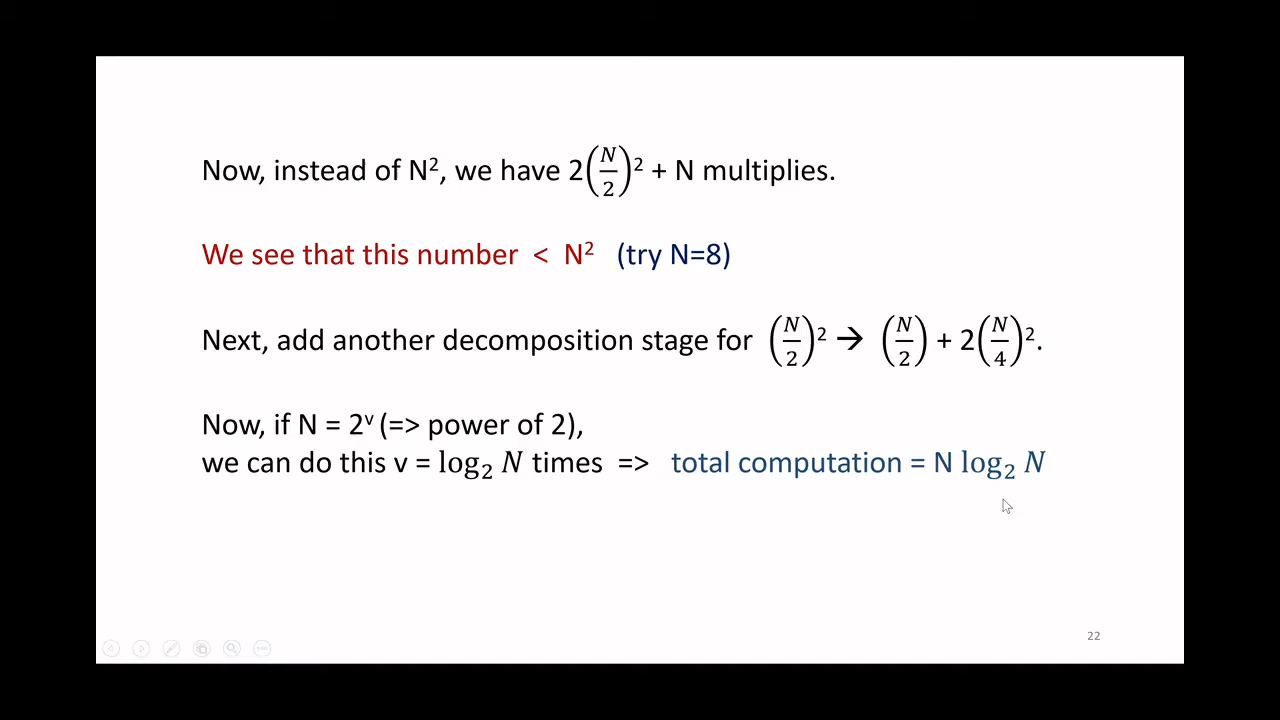 Now, instead of N², we have 2(N/2)² + N multiplies.
We see that this number < N² (try N=8)
Next, add another decomposition stage for (N/2)² → (N/2) + 2(N/4)².
Now, if N = 2ᵛ (=> power of 2),
we can do this v = log₂ N times => total computation = N log₂ N
22